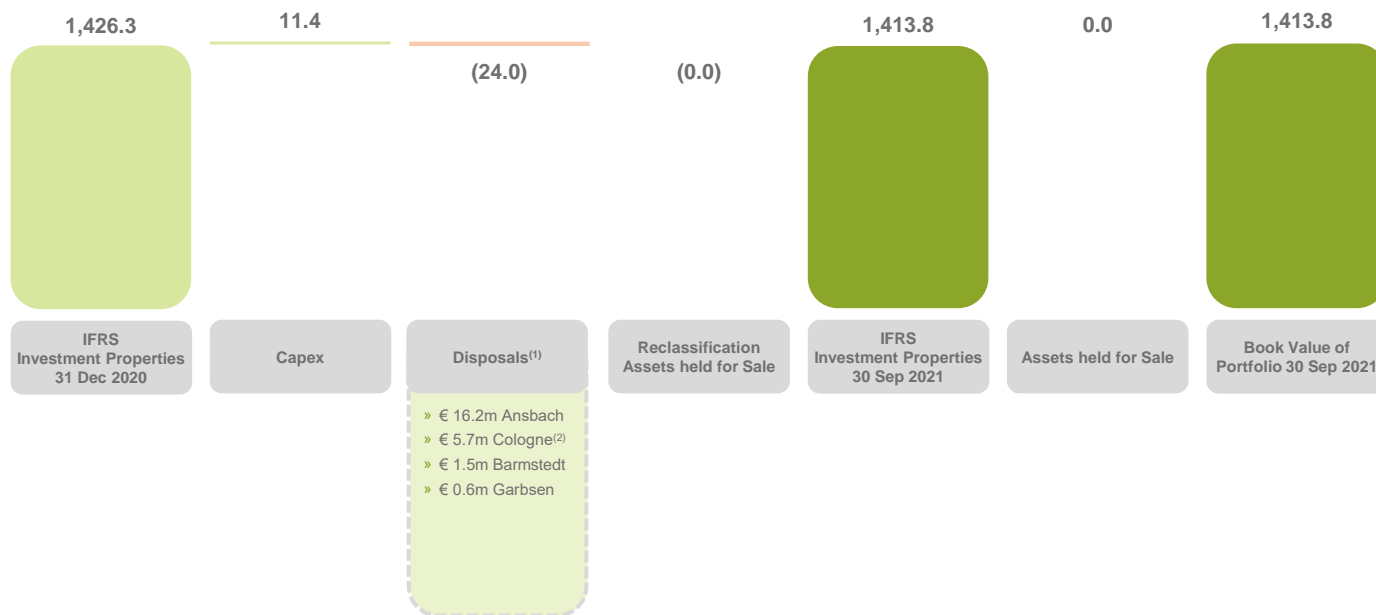 1,426.3
11.4
(24.0)
(0.0)
1,413.8
0.0
1,413.8
IFRS
Investment Properties
31 Dec 2020
Capex
Disposals(1)
Reclassification
Assets held for Sale
IFRS
Investment Properties
30 Sep 2021
Assets held for Sale
Book Value of
Portfolio 30 Sep 2021
» € 16.2m Ansbach
» € 5.7m Cologne(2)
» € 1.5m Barmstedt
» € 0.6m Garbsen